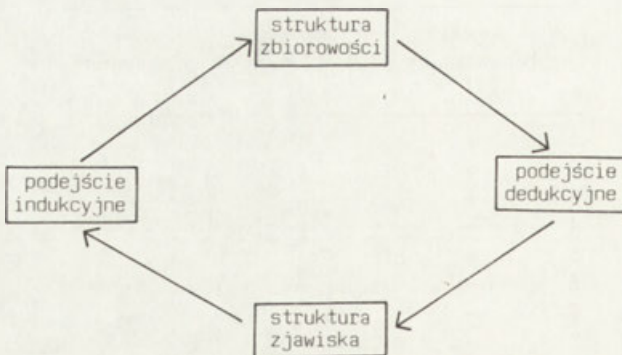 struktura
zbiorowości
podejście
indukcyjne
podejście
dedukcyjne
struktura
zjawiska